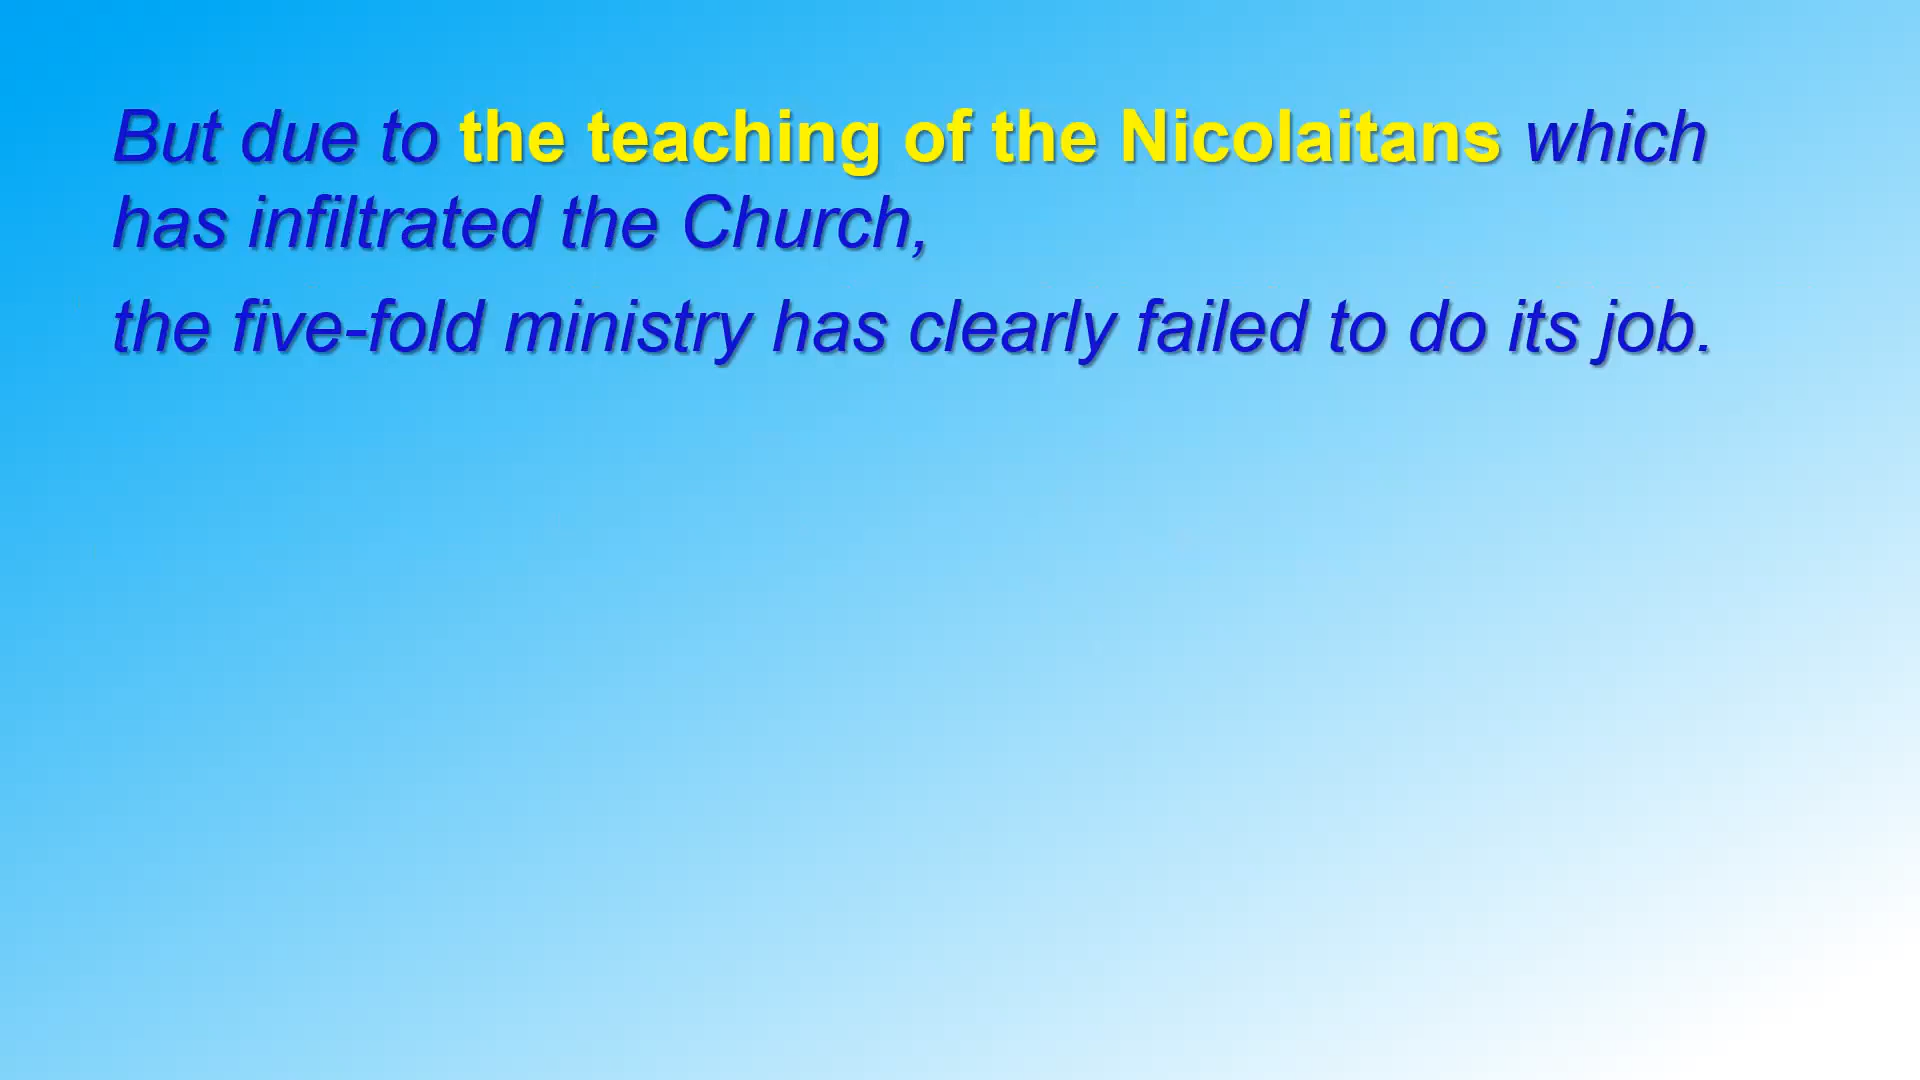 But due to the teaching of the Nicolaitans which
has infiltrated the Church,
the five-fold ministry has clearly failed to do its job.